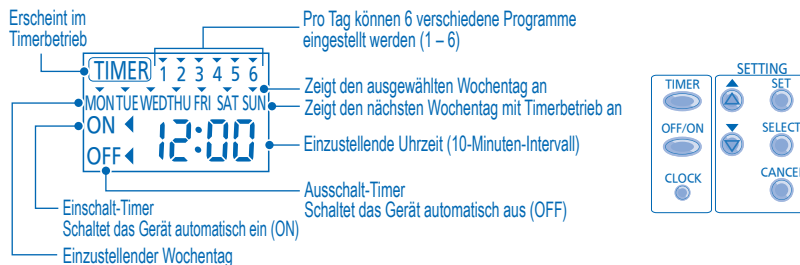 Erscheint im
Timerbetrieb
Pro Tag können 6 verschiedene Programme
eingestellt werden (1 – 6)
TIMER 1 2 3 4 5 6
Zeigt den ausgewählten Wochentag an
MON TUE WED THU FRI SAT SUN
Zeigt den nächsten Wochentag mit Timerbetrieb an
ON
12:00
OFF
Einzustellende Uhrzeit (10-Minuten-Intervall)
Ausschalt-Timer
Schaltet das Gerät automatisch aus (OFF)
Einschalt-Timer
Schaltet das Gerät automatisch ein (ON)
Einzustellender Wochentag
SETTING
TIMER
SET
OFF/ON
SELECT
CLOCK
CANCEL